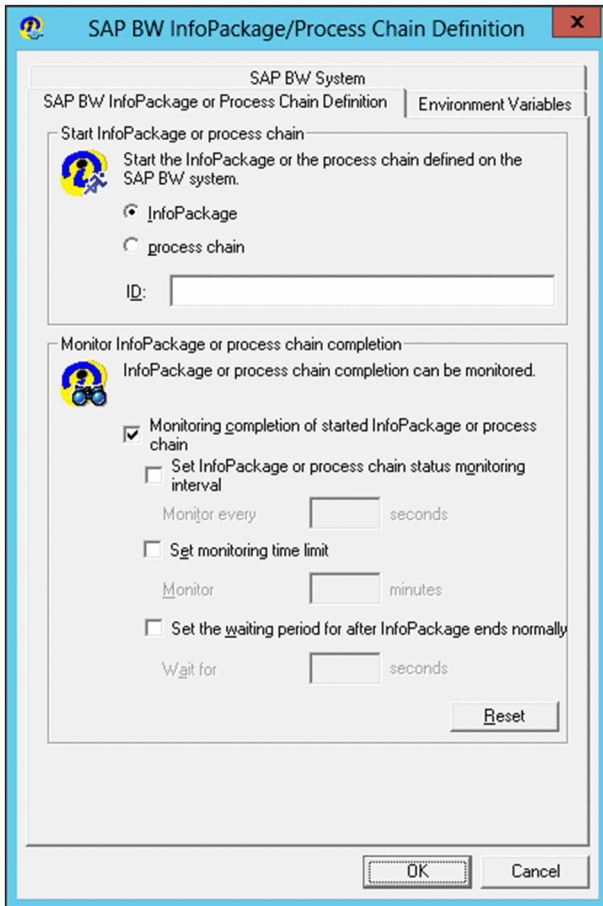 SAP BW InfoPackage/Process Chain Definition
x
SAP BW System
SAP BW InfoPackage or Process Chain Definition
Environment Variables
Start InfoPackage or process chain
Start the InfoPackage or the process chain defined on the
SAP BW system.
InfoPackage
process chain
ID:
Monitor InfoPackage or process chain completion
InfoPackage or process chain completion can be monitored.
Monitoring completion of started InfoPackage or process
chain
Set InfoPackage or process chain status monitoring
interval
Monitor every seconds
Set monitoring time limit
Monitor minutes
Set the waiting period for after InfoPackage ends normally
Wait for seconds
Reset
OK Cancel